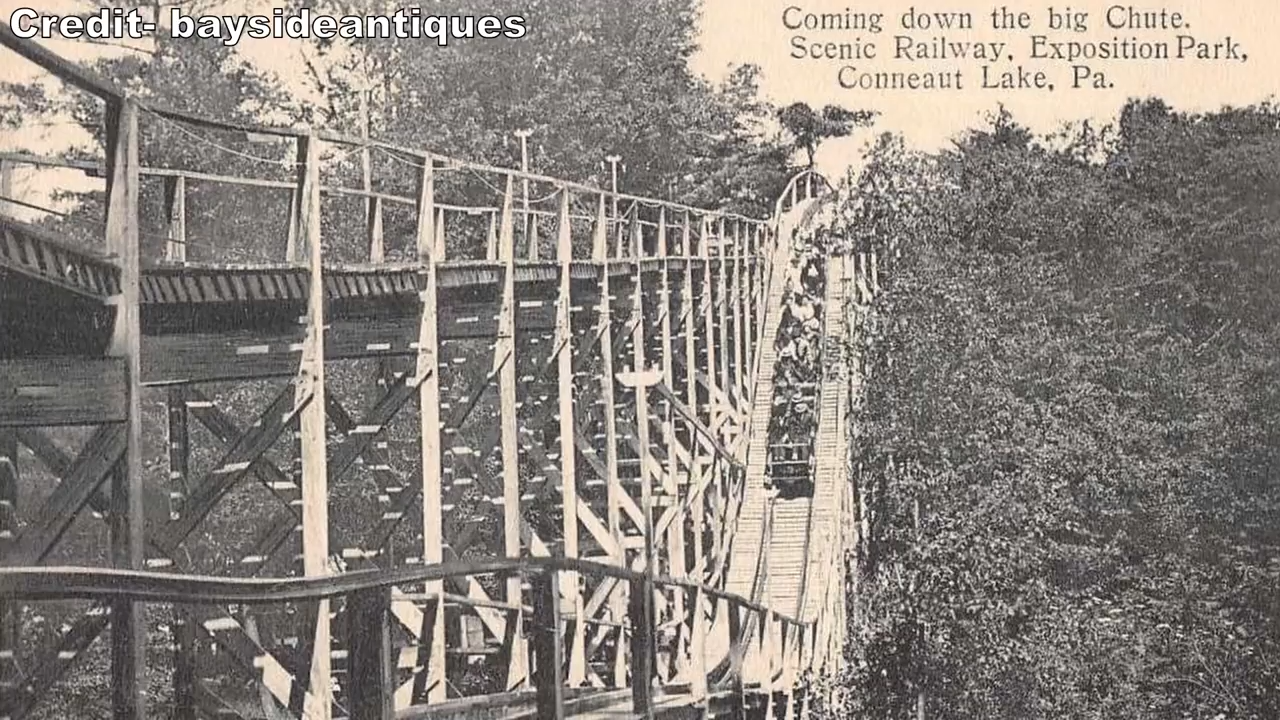 Credit- baysideantiques
Coming down the big Chute.
Scenic Railway, Exposition Park,
Conneaut Lake, Pa.